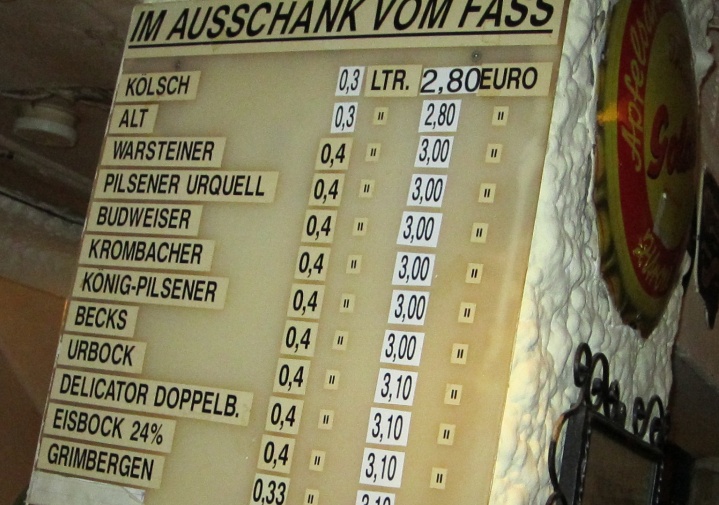 IM AUSSCHANK VOM FASS
KÖLSCH 0,3 LTR. 2,80 EURO
ALT 0,3 " 2,80 "
WARSTEINER 0,4 " 3,00 "
PILSENER URQUELL 0,4 " 3,00 "
BUDWEISER 0,4 " 3,00 "
KROMBACHER 0,4 " 3,00 "
KÖNIG-PILSENER 0,4 " 3,00 "
BECKS 0,4 " 3,00 "
URBOCK 0,4 " 3,10 "
DELICATOR DOPPELB. 0,4 " 3,10 "
EISBOCK 24% 0,4 " 3,10 "
GRIMBERGEN 0,33 " 3,10